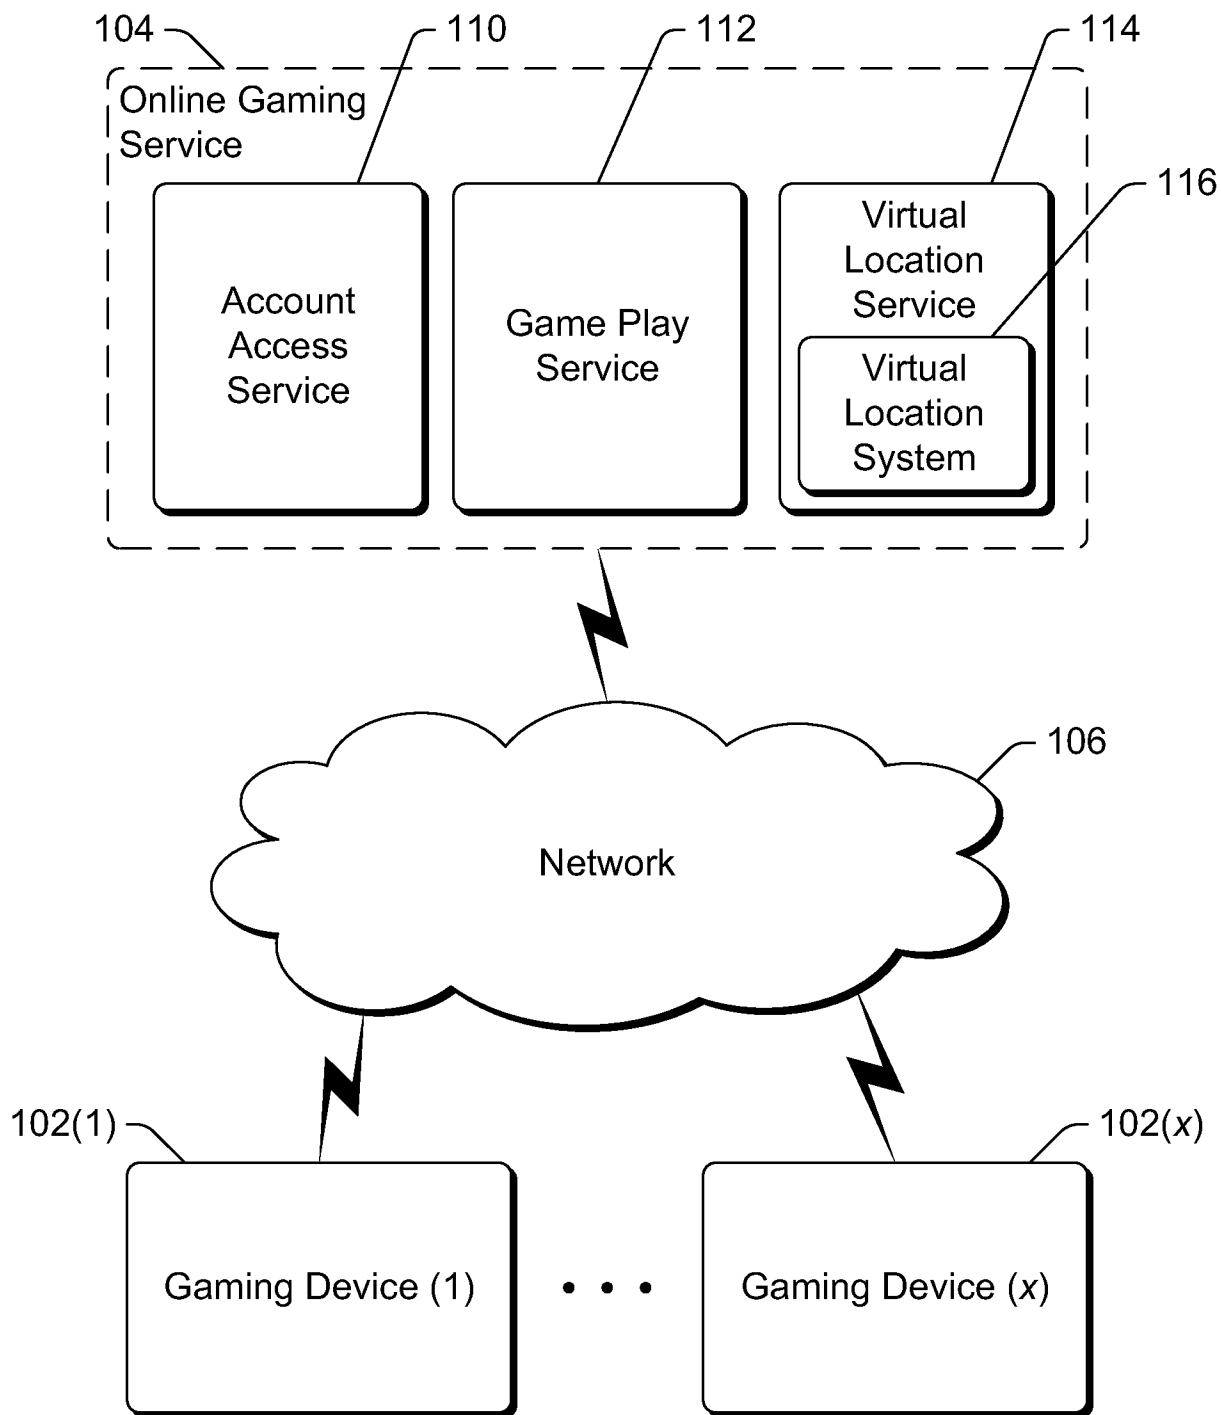 104
110
112
114
Online Gaming
Service
116
Account
Access
Service
Game Play
Service
Virtual
Location
Service
Virtual
Location
System
106
Network
102(1)
102(x)
Gaming Device (1)
• • •
Gaming Device (x)